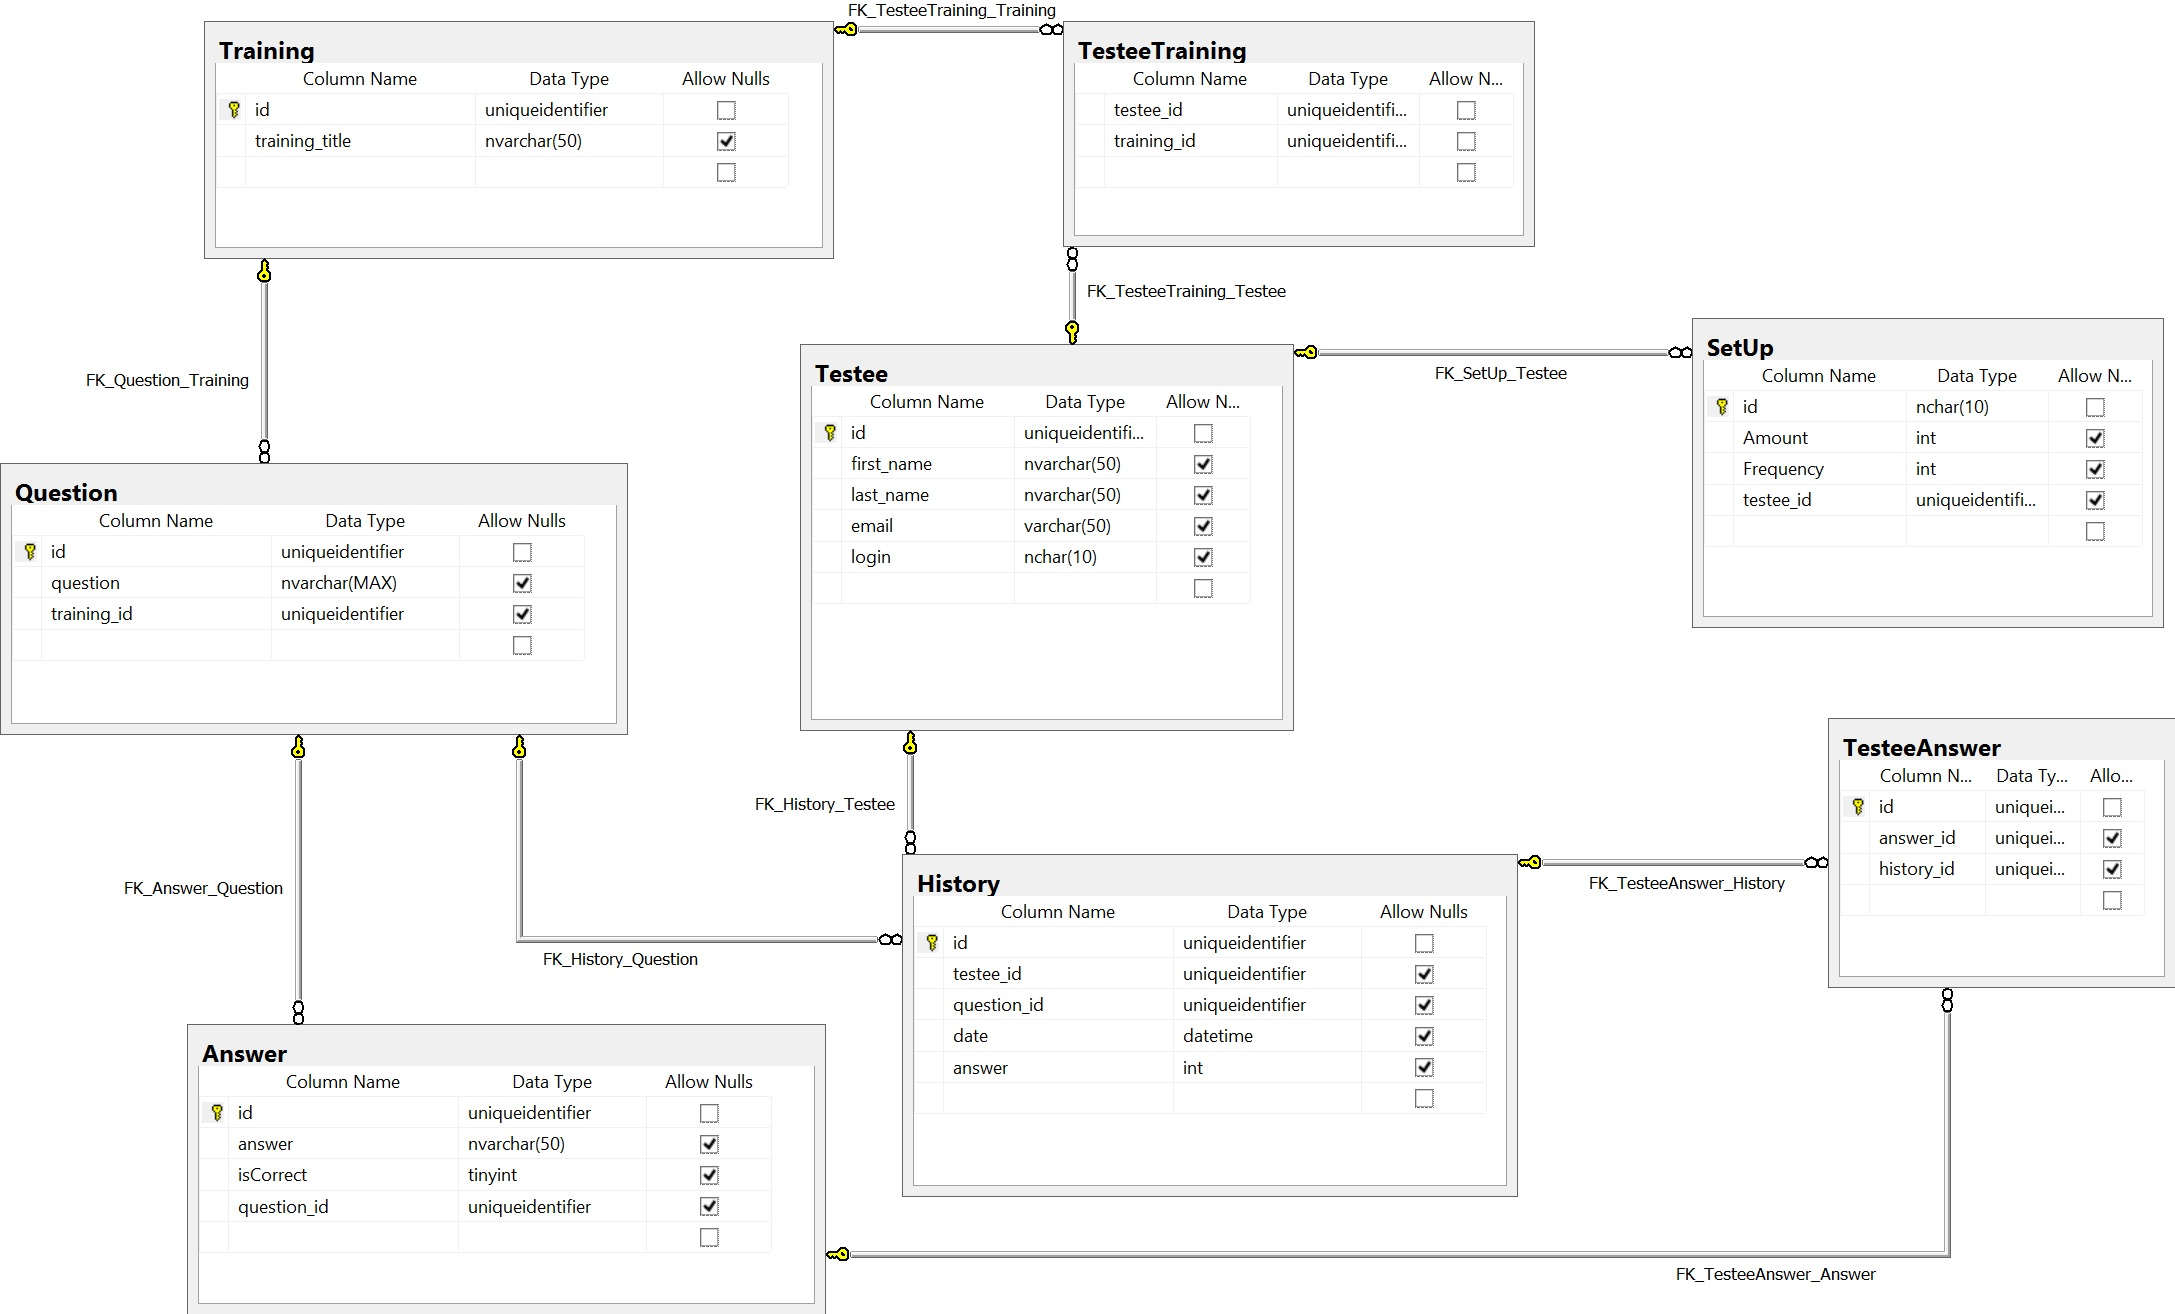 FK_TesteeTraining_Training
Training
Column Name Data Type Allow Nulls
id uniqueidentifier
training_title nvarchar(50)
TesteeTraining
Column Name Data Type Allow N...
testee_id uniqueidentifi...
training_id uniqueidentifi...
FK_TesteeTraining_Testee
FK_Question_Training
Testee
Column Name Data Type Allow N...
id uniqueidentifi...
first_name nvarchar(50)
last_name nvarchar(50)
email varchar(50)
login nchar(10)
FK_SetUp_Testee
SetUp
Column Name Data Type Allow N...
id nchar(10)
Amount int
Frequency int
testee_id uniqueidentifi...
Question
Column Name Data Type Allow Nulls
id uniqueidentifier
question nvarchar(MAX)
training_id uniqueidentifier
FK_History_Testee
TesteeAnswer
Column N... Data Ty... Allo...
id uniquei...
answer_id uniquei...
history_id uniquei...
FK_Answer_Question
FK_History_Question
History
Column Name Data Type Allow Nulls
id uniqueidentifier
testee_id uniqueidentifier
question_id uniqueidentifier
date datetime
answer int
FK_TesteeAnswer_History
Answer
Column Name Data Type Allow Nulls
id uniqueidentifier
answer nvarchar(50)
isCorrect tinyint
question_id uniqueidentifier
FK_TesteeAnswer_Answer